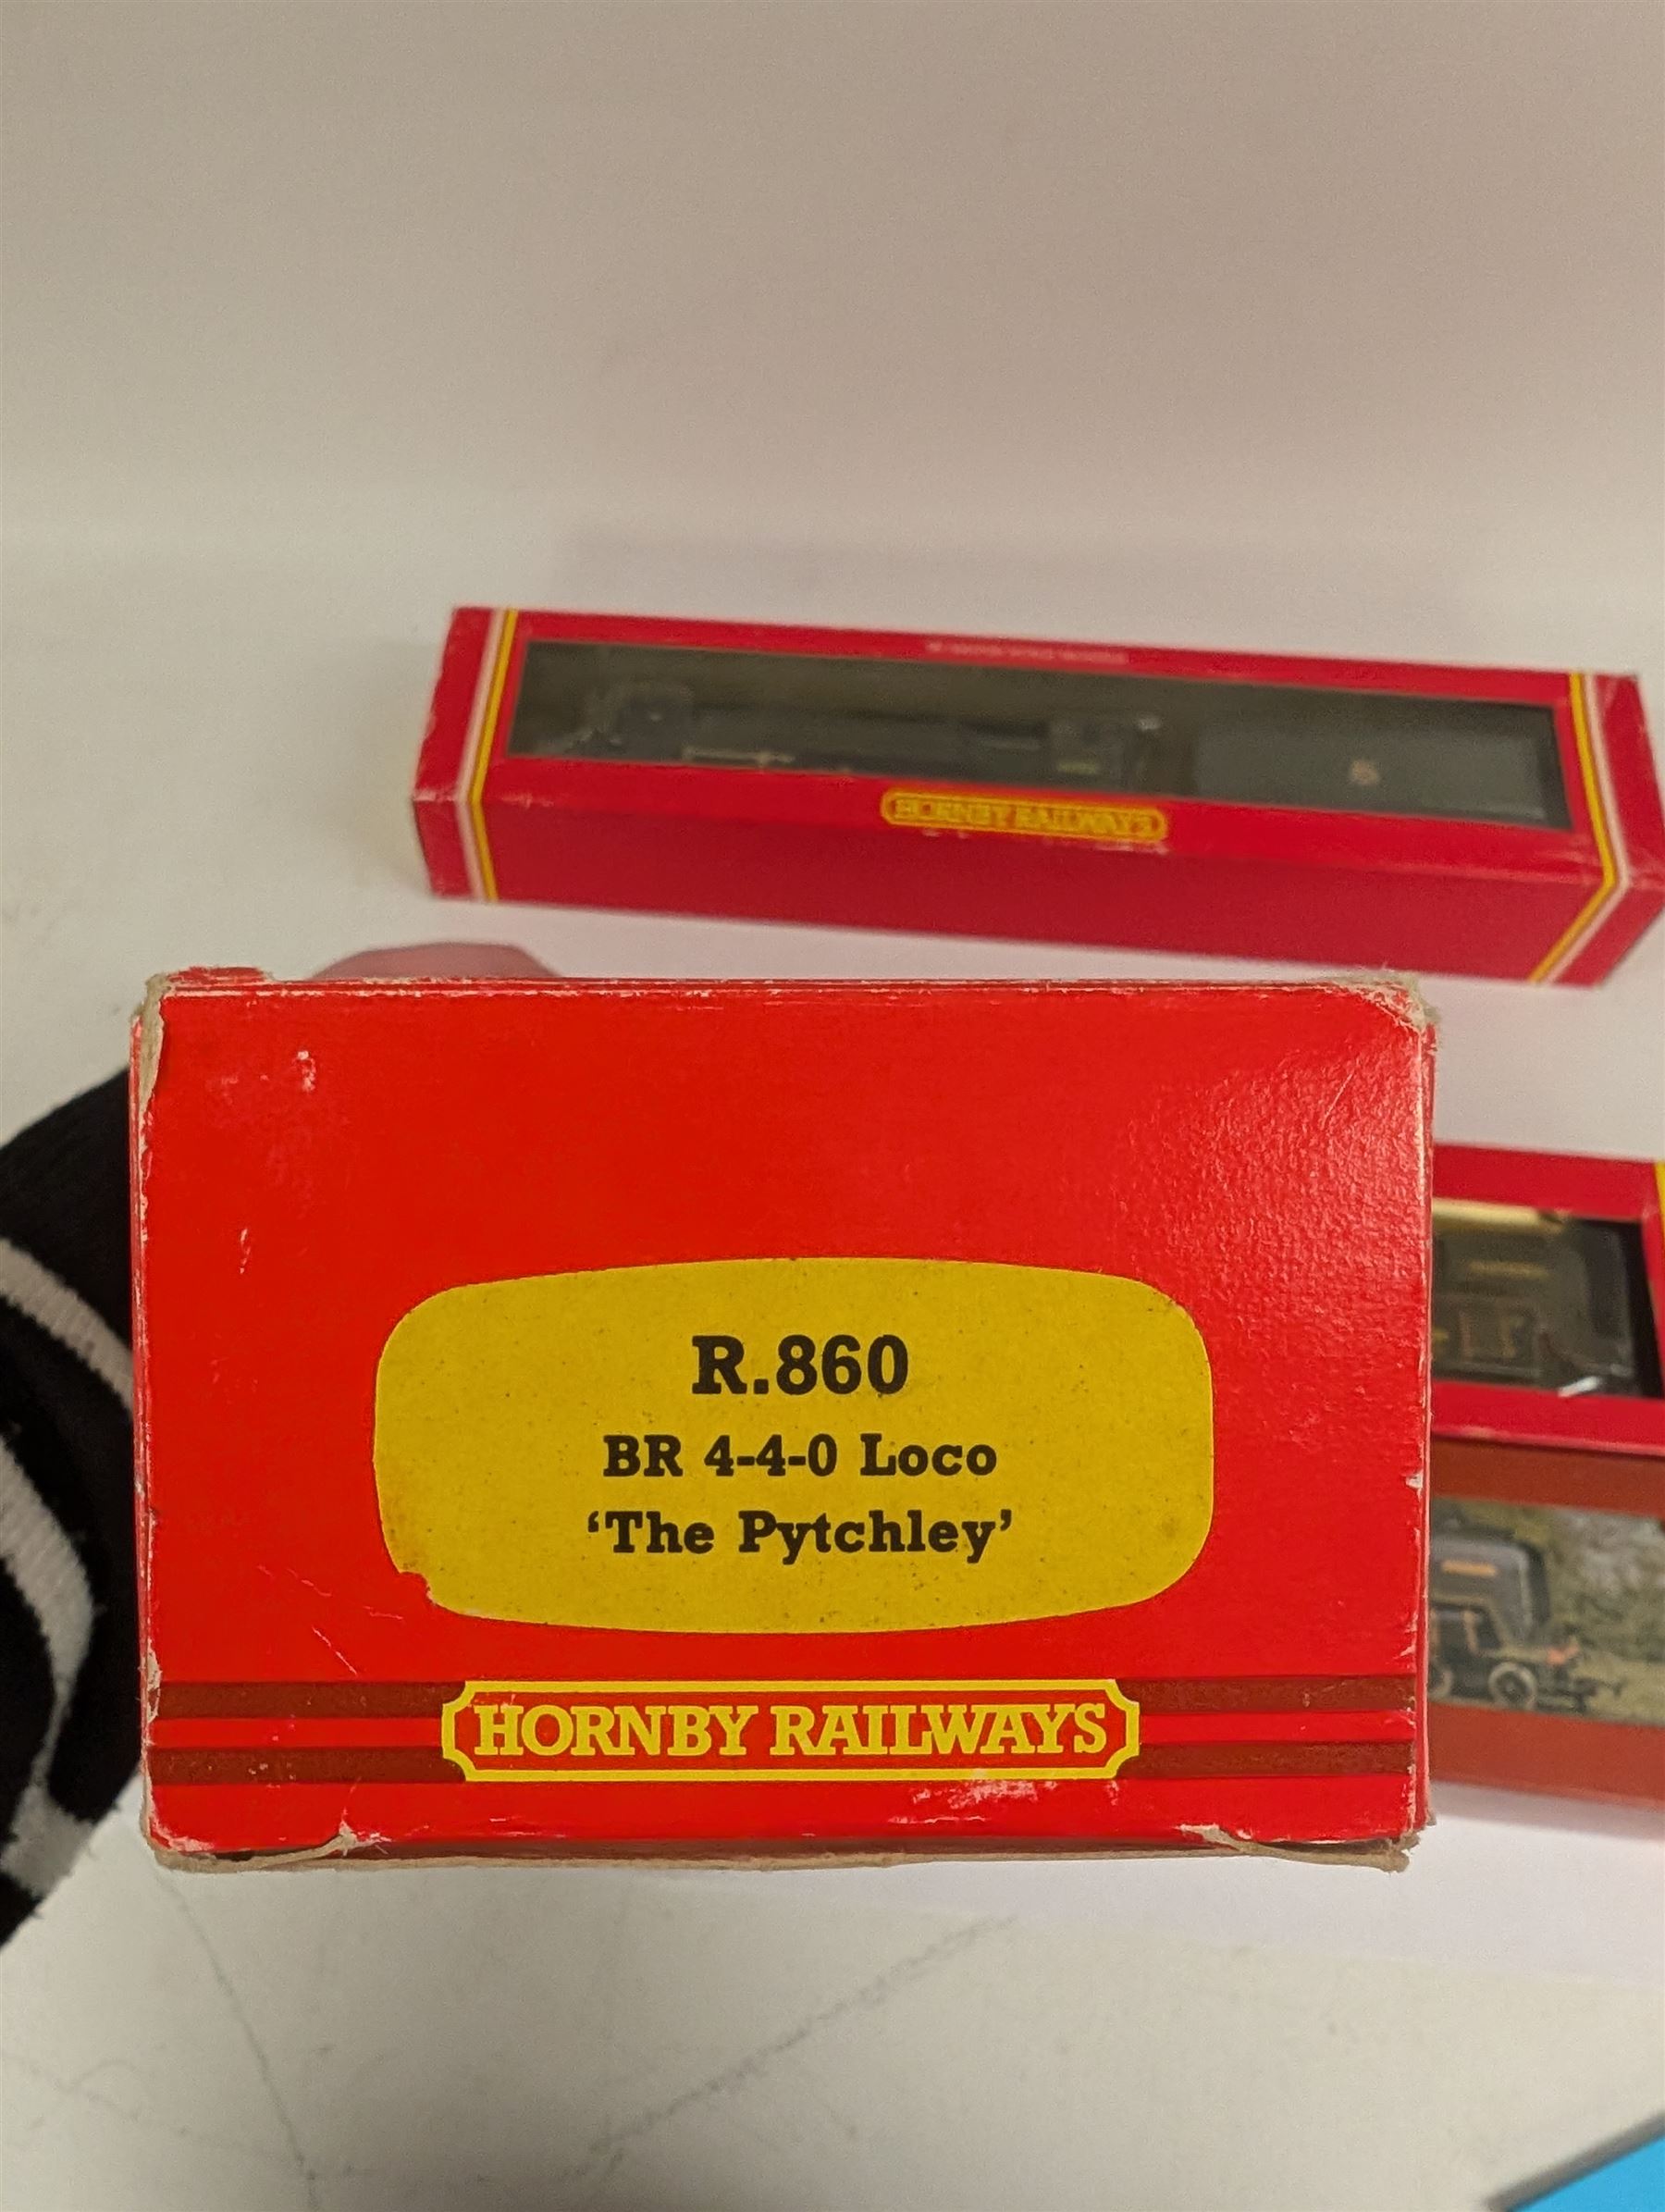 HORNBY RAILWAYS
R.860
BR 4-4-0 Loco
‘The Pytchley’
HORNBY RAILWAYS